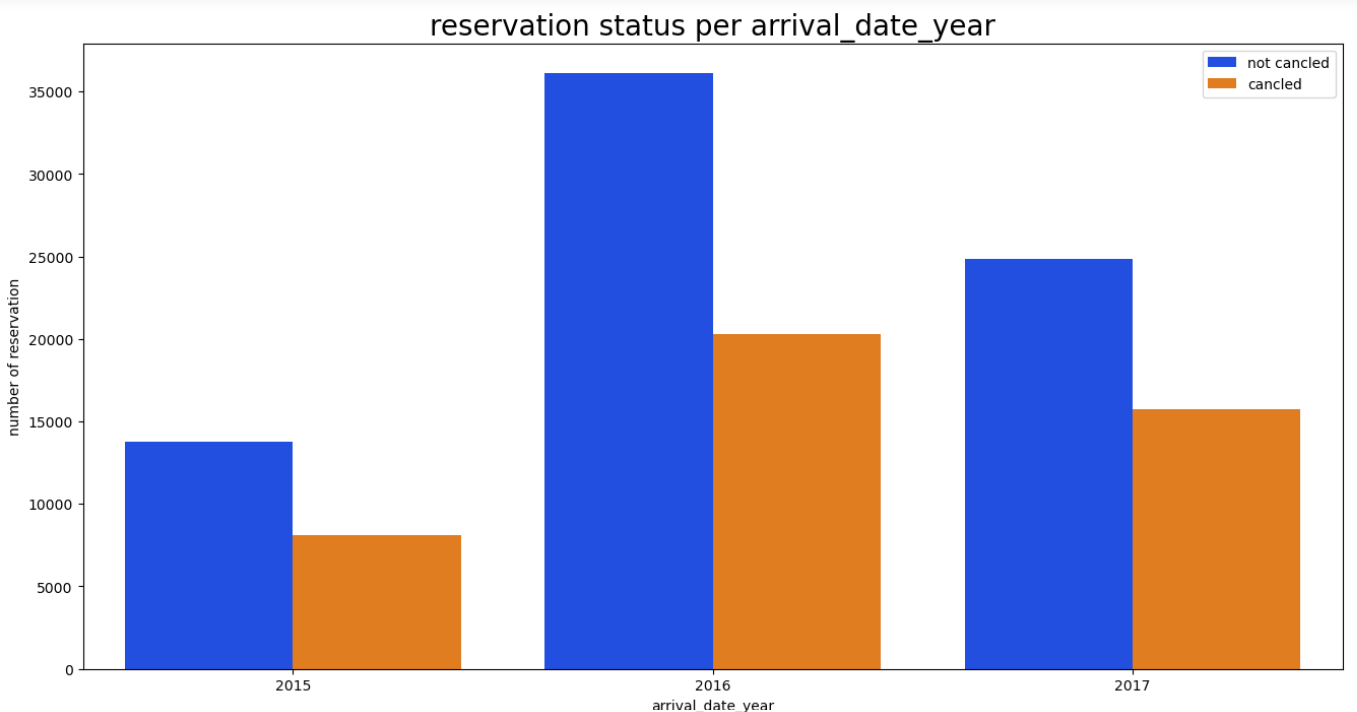 reservation status per arrival_date_year
not cancled
cancled
number of reservation
35000
30000
25000
20000
15000
10000
5000
0
2015
2016
2017
arrival_date_year